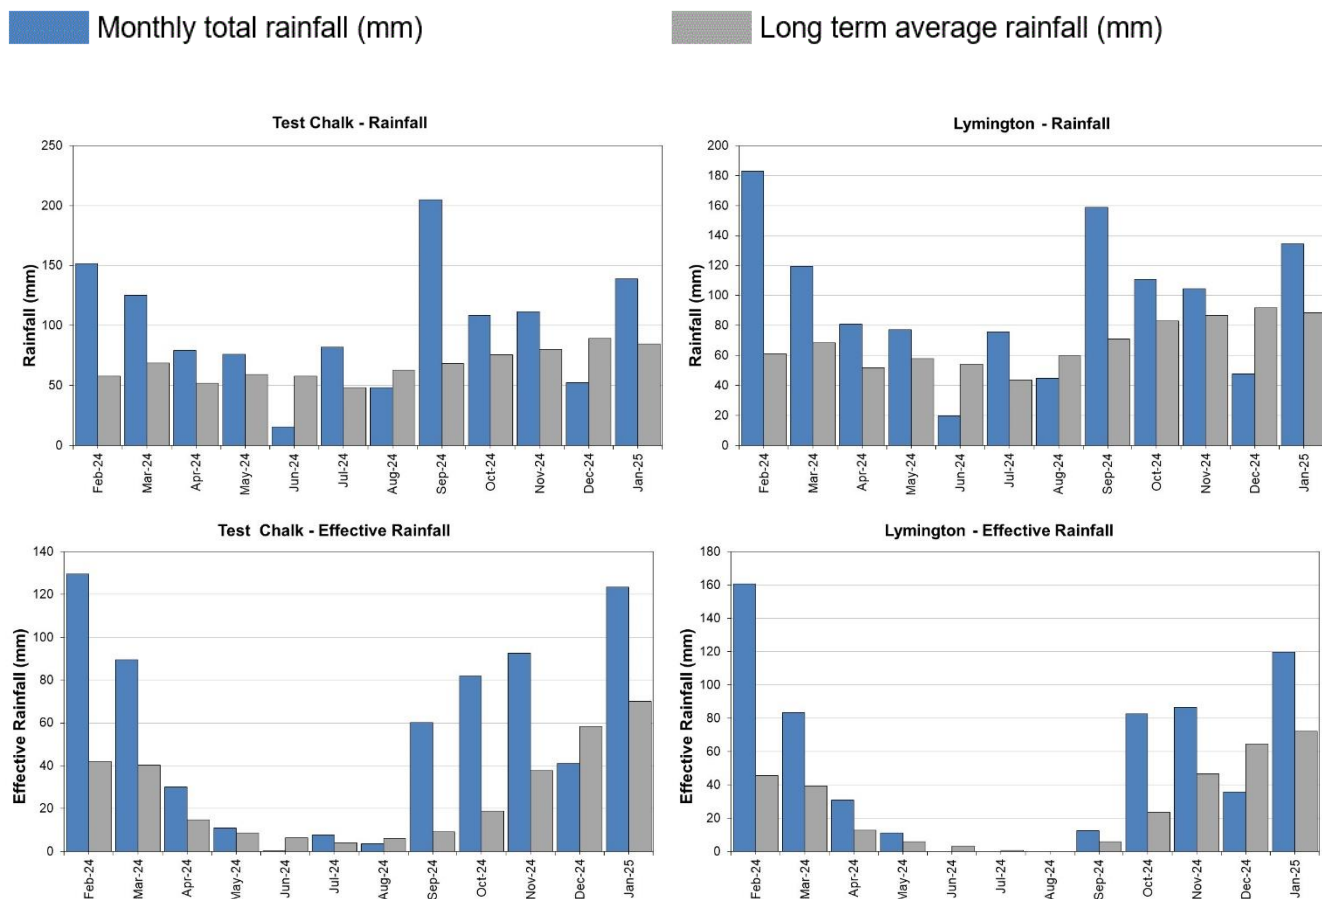 Monthly total rainfall (mm)
Long term average rainfall (mm)
Test Chalk - Rainfall
Rainfall (mm)
250
200
150
100
50
0
Feb-24
Mar-24
Apr-24
May-24
Jun-24
Jul-24
Aug-24
Sep-24
Oct-24
Nov-24
Dec-24
Jan-25
Lymington - Rainfall
Rainfall (mm)
200
180
160
140
120
100
80
60
40
20
0
Feb-24
Mar-24
Apr-24
May-24
Jun-24
Jul-24
Aug-24
Sep-24
Oct-24
Nov-24
Dec-24
Jan-25
Test Chalk - Effective Rainfall
Effective Rainfall (mm)
140
120
100
80
60
40
20
0
Feb-24
Mar-24
Apr-24
May-24
Jun-24
Jul-24
Aug-24
Sep-24
Oct-24
Nov-24
Dec-24
Jan-25
Lymington - Effective Rainfall
Effective Rainfall (mm)
180
160
140
120
100
80
60
40
20
0
Feb-24
Mar-24
Apr-24
May-24
Jun-24
Jul-24
Aug-24
Sep-24
Oct-24
Nov-24
Dec-24
Jan-25